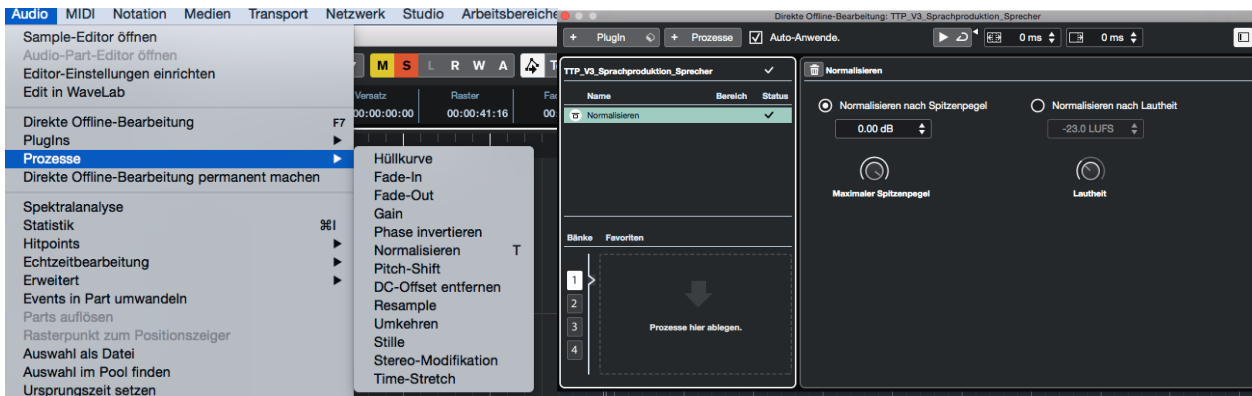 Audio MIDI Notation Medien Transport Netzwerk Studio Arbeitsbereiche
Sample-Editor öffnen
Audio-Part-Editor öffnen
Editor-Einstellungen einrichten
Edit in WaveLab
Direkte Offline-Bearbeitung F7
PlugIns
Prozesse
Direkte Offline-Bearbeitung permanent machen
Spektralanalyse
Statistik ⌘I
Hitpoints
Echtzeitbearbeitung
Erweitert
Events in Part umwandeln
Parts auflösen
Rasterpunkt zum Positionszeiger
Auswahl als Datei
Auswahl im Pool finden
Ursprungszeit setzen
M S L R W A
Versatz Raster
00:00:00:00 00:00:41:16 00:
Hüllkurve
Fade-In
Fade-Out
Gain
Phase invertieren
Normalisieren T
Pitch-Shift
DC-Offset entfernen
Resample
Umkehren
Stille
Stereo-Modifikation
Time-Stretch
Direkte Offline-Bearbeitung: TTP_V3_Sprachproduktion_Sprecher
+ PlugIn + Prozesse Auto-Anwende. 0 ms 0 ms
TTP_V3_Sprachproduktion_Sprecher
Name Bereich Status
Normalisieren
Bänke Favoriten
1
2
3
4
Prozesse hier ablegen.
Normalisieren
Normalisieren nach Spitzenpegel Normalisieren nach Lautheit
0.00 dB -23.0 LUFS
Maximaler Spitzenpegel Lautheit